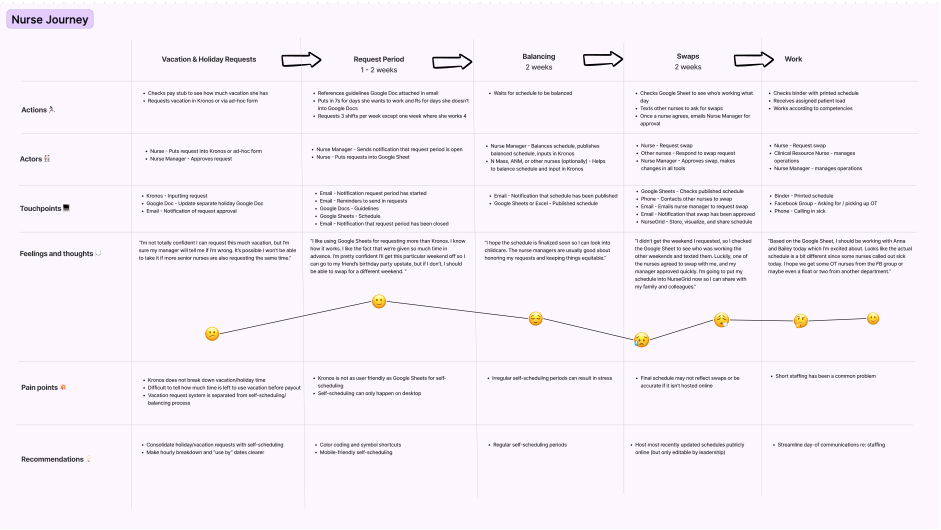 Nurse Journey
Vacation & Holiday Requests
Request Period
1 - 2 weeks
Balancing
2 weeks
Swaps
2 weeks
Work
Actions
• Checks pay stub to see how much vacation she has
• Requests vacation in Kronos or via ad-hoc form
• References guidelines Google Doc attached in email
• Puts in 7s for days she wants to work and Rs for days she doesn't
into Google Docs
• Requests 3 shifts per week except one week where she works 4
• Waits for schedule to be balanced
• Checks Google Sheet to see who's working the
what day
• Texts other nurses to ask for swaps
• Once a nurse agrees, emails Nurse Manager for
approval
• Checks binder with printed schedule
• Receives assigned patient load
• Works according to competencies
Actors
• Nurse - Puts request into Kronos or ad-hoc form
• Nurse Manager - Approves request
• Nurse Manager - Sends notification that request period is open
• Nurse - Puts requests into Google Sheet
• Nurse Manager - Balances schedule, publishes
balanced schedule, inputs in Kronos
• N Mass, ANM, or other nurses (optionally) - Helps
to balance schedule and input in Kronos
• Nurse - Request swap
• Other nurses - Respond to swap request
• Nurse Manager - Approves swap, makes
changes in all tools
• Nurse - Request swap
• Clinical Resource Nurse - manages
operations
• Nurse Manager - manages operations
Touchpoints
• Kronos - Inputting request
• Google Doc - Update separate holiday Google Doc
• Email - Notification of request approval
• Email - Notification request period has started
• Email - Reminders to send in requests
• Google Docs - Guidelines
• Google Sheets - Schedule
• Email - Notification that request period has been closed
• Email - Notification that schedule has been published
• Google Sheets or Excel - Published schedule
• Google Sheets - Checks published schedule
• Phone - Contacts other nurses to swap
• Email - Emails nurse manager to request swap
• Email - Notification that swap has been approved
• NurseGrid - Store, visualize, and share schedule
• Binder - Printed schedule
• Facebook Group - Asking for / picking up OT
• Phone - Calling in sick
Feelings and thoughts
"I'm not totally confident I can request this much vacation, but I'm
sure my manager will tell me if I'm wrong. It's possible I won't be able
to take it if more senior nurses are also requesting the same time."
"I like using Google Sheets for requesting more than Kronos. I know
how it works. I like the fact that we're given so much time in
advance. I'm pretty confident I'll get this particular weekend off so I
can go to my friend's birthday party upstate, but if I don't, I should
be able to swap for a different weekend. "
"I hope the schedule is finalized soon so I can look into
childcare. The nurse managers are usually good about
honoring my requests and keeping things equitable."
"I didn't get the weekend I requested, so I checked
the Google Sheet to see who was working the
other weekends and texted them. Luckily, one of
the nurses agreed to swap with me, and my
manager approved quickly. I'm going to put my
schedule into NurseGrid now so I can share with
my family and colleagues."
"Based on the Google Sheet, I should be working with Anna
and Bailey today which I'm excited about. Looks like the actual
schedule is a bit different since some nurses called out sick
today. I hope we get some OT nurses from the FB group or
maybe even a float or two from another department."
Pain points
• Kronos does not break down vacation/holiday time
• Difficult to tell how much time is left to use vacation before payout
• Vacation request system is separated from self-scheduling/
balancing process
• Kronos is not as user friendly as Google Sheets for self-
scheduling
• Self-scheduling can only happen on desktop
• Irregular self-scheduling periods can result in stress
• Final schedule may not reflect swaps or be
accurate if it isn't hosted online
• Short staffing has been a common problem
Recommendations
• Consolidate holiday/vacation requests with self-scheduling
• Make hourly breakdown and "use by" dates clearer
• Color coding and symbol shortcuts
• Mobile-friendly self-scheduling
• Regular self-scheduling periods
• Host most recently updated schedules publicly
online (but only editable by leadership)
• Streamline day-of communications re: staffing